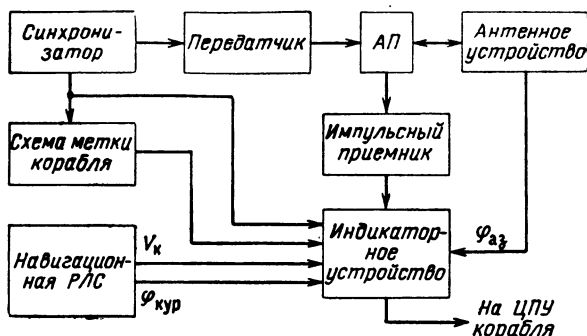 Синхрони-
затор
Передатчик
АП
Антенное
устройство
Схема метки
корабля
Импульсный
приемник
Навигацион-
ная РЛС
Vк
φкур
Индикатор-
ное
устройство
φаз
На ЦПУ
корабля